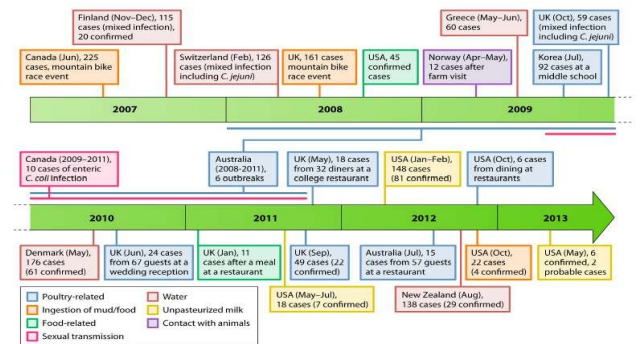 Finland (Nov–Dec), 115
cases (mixed infection),
20 confirmed
Greece (May–Jun),
60 cases
UK (Oct), 59 cases
(mixed infection
including C. jejuni)
Canada (Jun), 225
cases, mountain bike
race event
Switzerland (Feb), 126
cases (mixed infection
including C. jejuni)
UK, 161 cases
mountain bike
race event
USA, 45
confirmed
cases
Norway (Apr–May),
12 cases after
farm visit
Korea (Jul),
92 cases at a
middle school
2007
2008
2009
Canada (2009–2011),
10 cases of enteric
C. coli infection
Australia
(2008-2011),
6 outbreaks
UK (May), 18 cases
from 32 diners at a
college restaurant
USA (Jan–Feb),
148 cases
(81 confirmed)
USA (Oct), 6 cases
from dining at
restaurants
2010
2011
2012
2013
Denmark (May),
176 cases
(61 confirmed)
UK (Jun), 24 cases
from 67 guests at a
wedding reception
UK (Jan), 11
cases after a meal
at a restaurant
UK (Sep),
49 cases (22
confirmed)
Australia (Jul), 15
cases from 57 guests
at a restaurant
USA (Oct),
22 cases
(4 confirmed)
USA (May), 6
confirmed, 2
probable cases
USA (May–Jul),
18 cases (7 confirmed)
New Zealand (Aug),
138 cases (29 confirmed)
Poultry-related
Water
Ingestion of mud/food
Unpasteurized milk
Food-related
Contact with animals
Sexual transmission